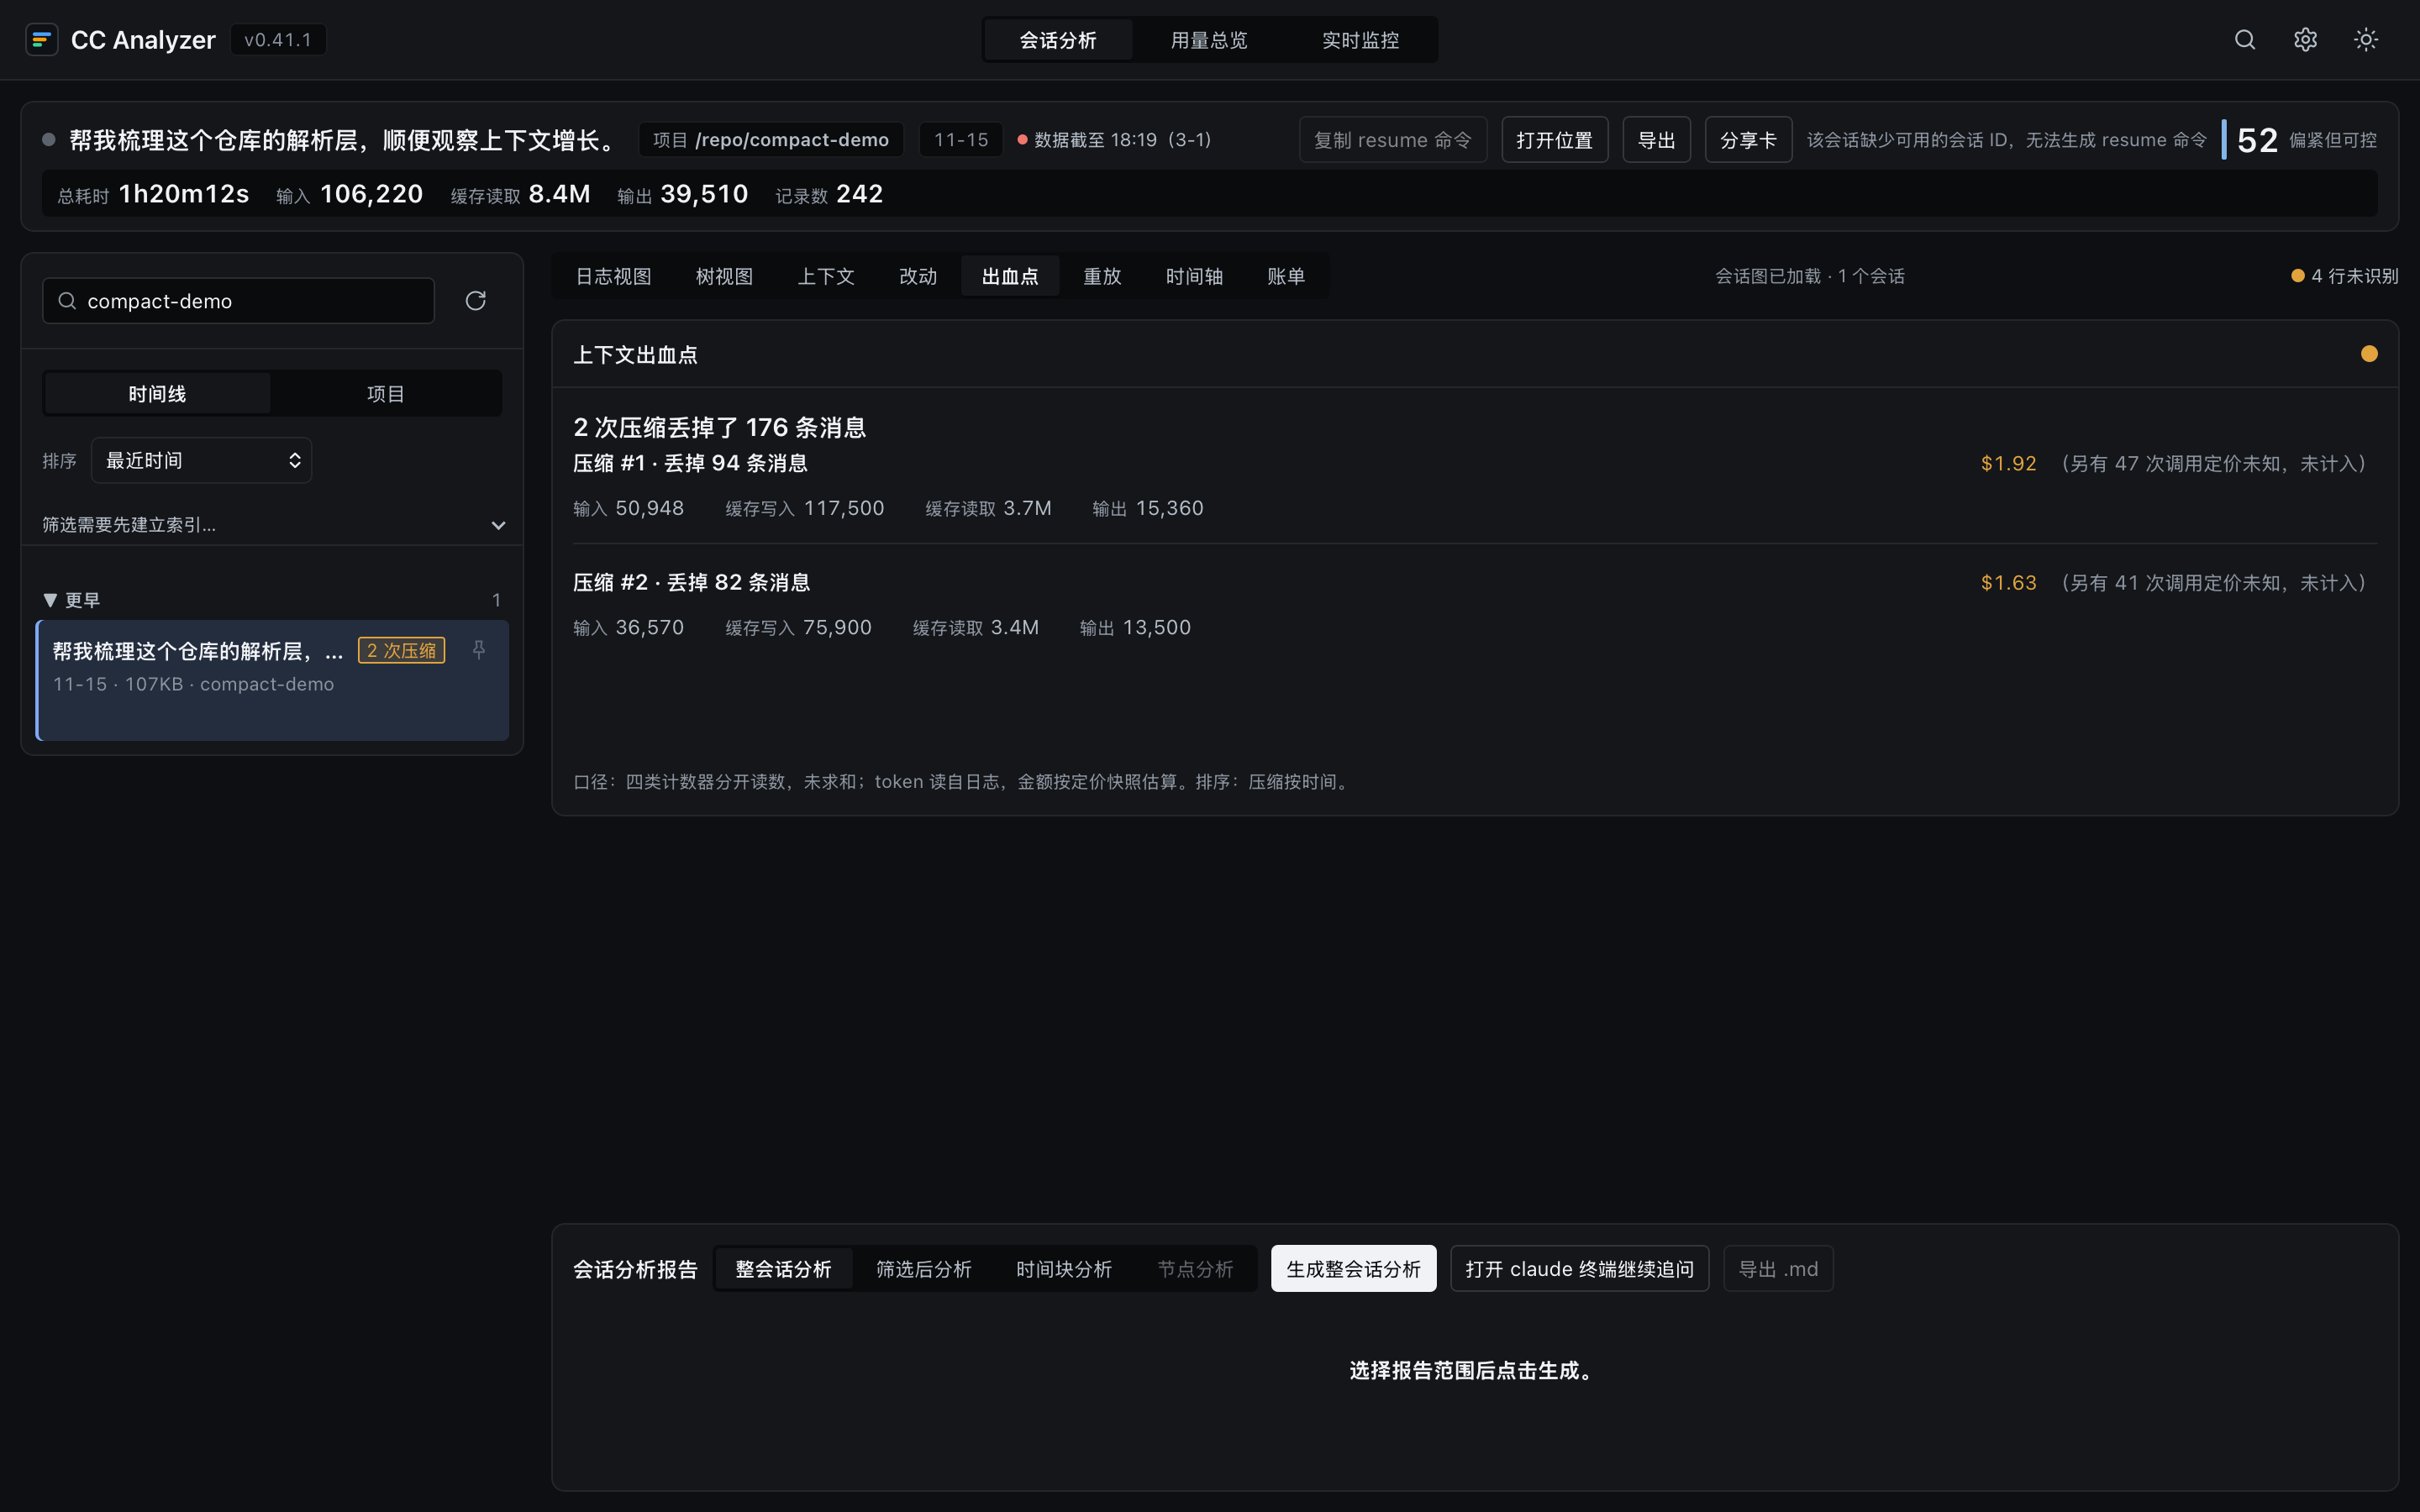 CC Analyzer v0.41.1 会话分析 用量总览 实时监控
帮我梳理这个仓库的解析层，顺便观察上下文增长。 项目 /repo/compact-demo 11-15 数据截至 18:19（3-1） 复制 resume 命令 打开位置 导出 分享卡 该会话缺少可用的会话 ID，无法生成 resume 命令 52 偏紧但可控
总耗时 1h20m12s 输入 106,220 缓存读取 8.4M 输出 39,510 记录数 242
compact-demo
时间线 项目
排序 最近时间
筛选需要先建立索引...
▼ 更早 1
帮我梳理这个仓库的解析层，... 2 次压缩
11-15 · 107KB · compact-demo
日志视图 树视图 上下文 改动 出血点 重放 时间轴 账单 会话图已加载 · 1 个会话 4 行未识别
上下文出血点
2 次压缩丢掉了 176 条消息
压缩 #1 · 丢掉 94 条消息 $1.92 （另有 47 次调用定价未知，未计入）
输入 50,948 缓存写入 117,500 缓存读取 3.7M 输出 15,360
压缩 #2 · 丢掉 82 条消息 $1.63 （另有 41 次调用定价未知，未计入）
输入 36,570 缓存写入 75,900 缓存读取 3.4M 输出 13,500
口径：四类计数器分开读数，未求和；token 读自日志，金额按定价快照估算。排序：压缩按时间。
会话分析报告 整会话分析 筛选后分析 时间块分析 节点分析 生成整会话分析 打开 claude 终端继续追问 导出 .md
选择报告范围后点击生成。